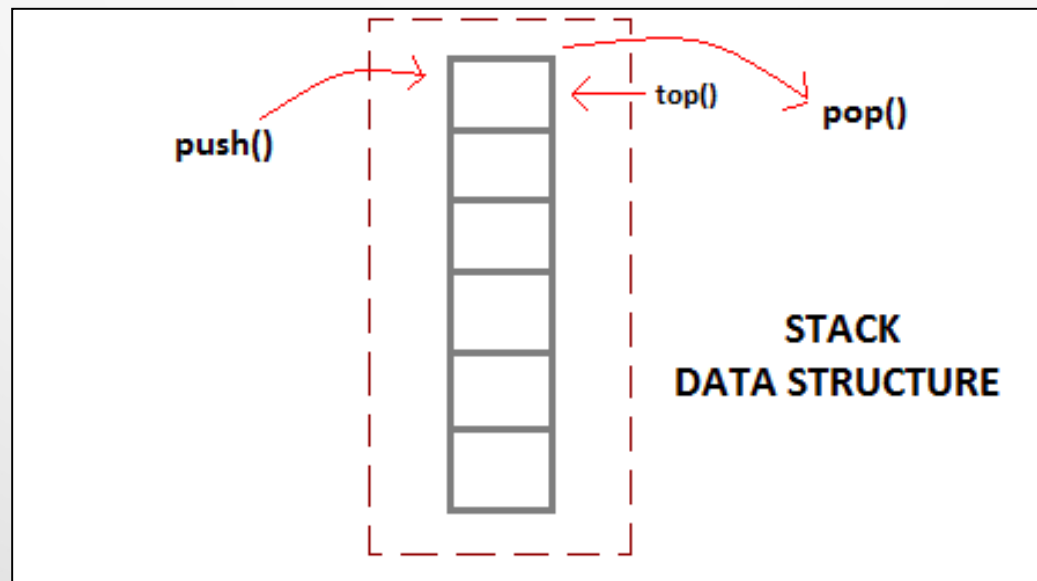 push()
top()
pop()
STACK
DATA STRUCTURE